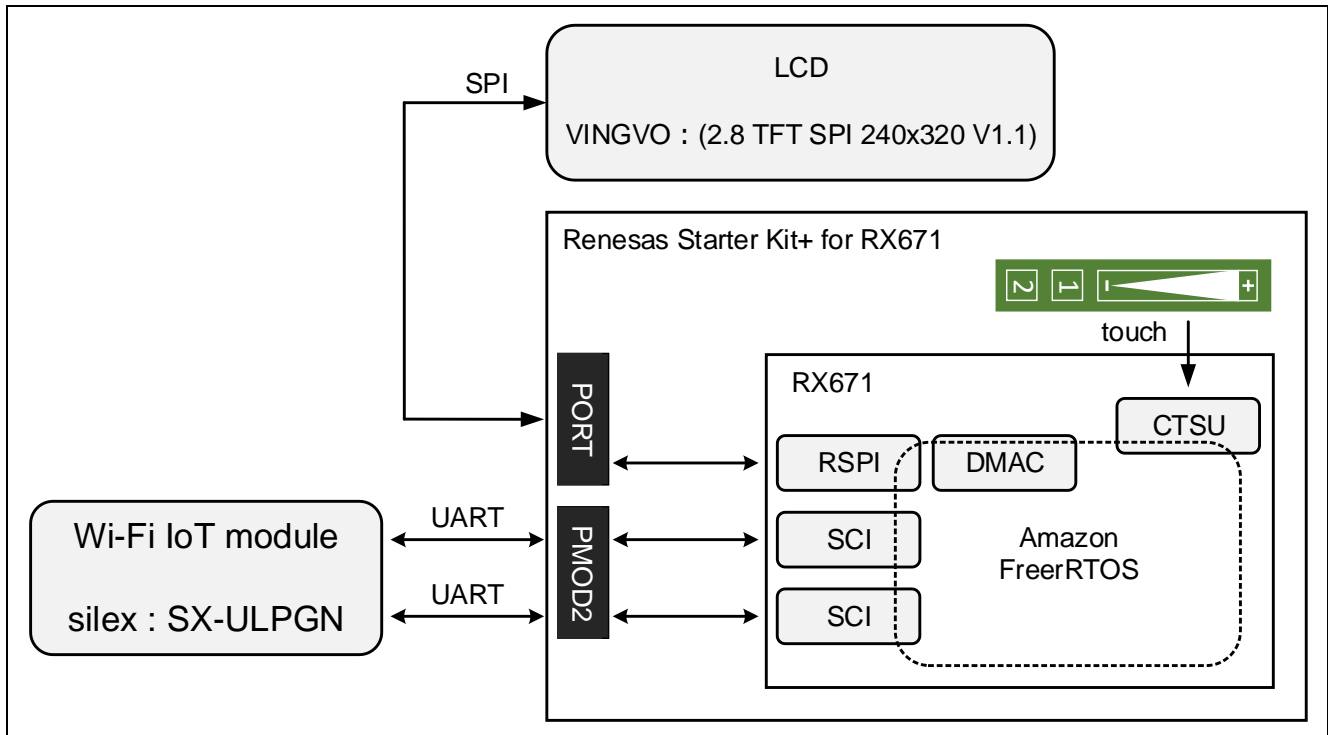 LCD
SPI
VINGVO : (2.8 TFT SPI 240x320 V1.1)
Renesas Starter Kit+ for RX671
2 1 - +
touch
RX671
PORT
CTSU
RSPI
DMAC
Wi-Fi IoT module
silex : SX-ULPGN
UART
UART
PMOD2
SCI
SCI
Amazon
FreerRTOS